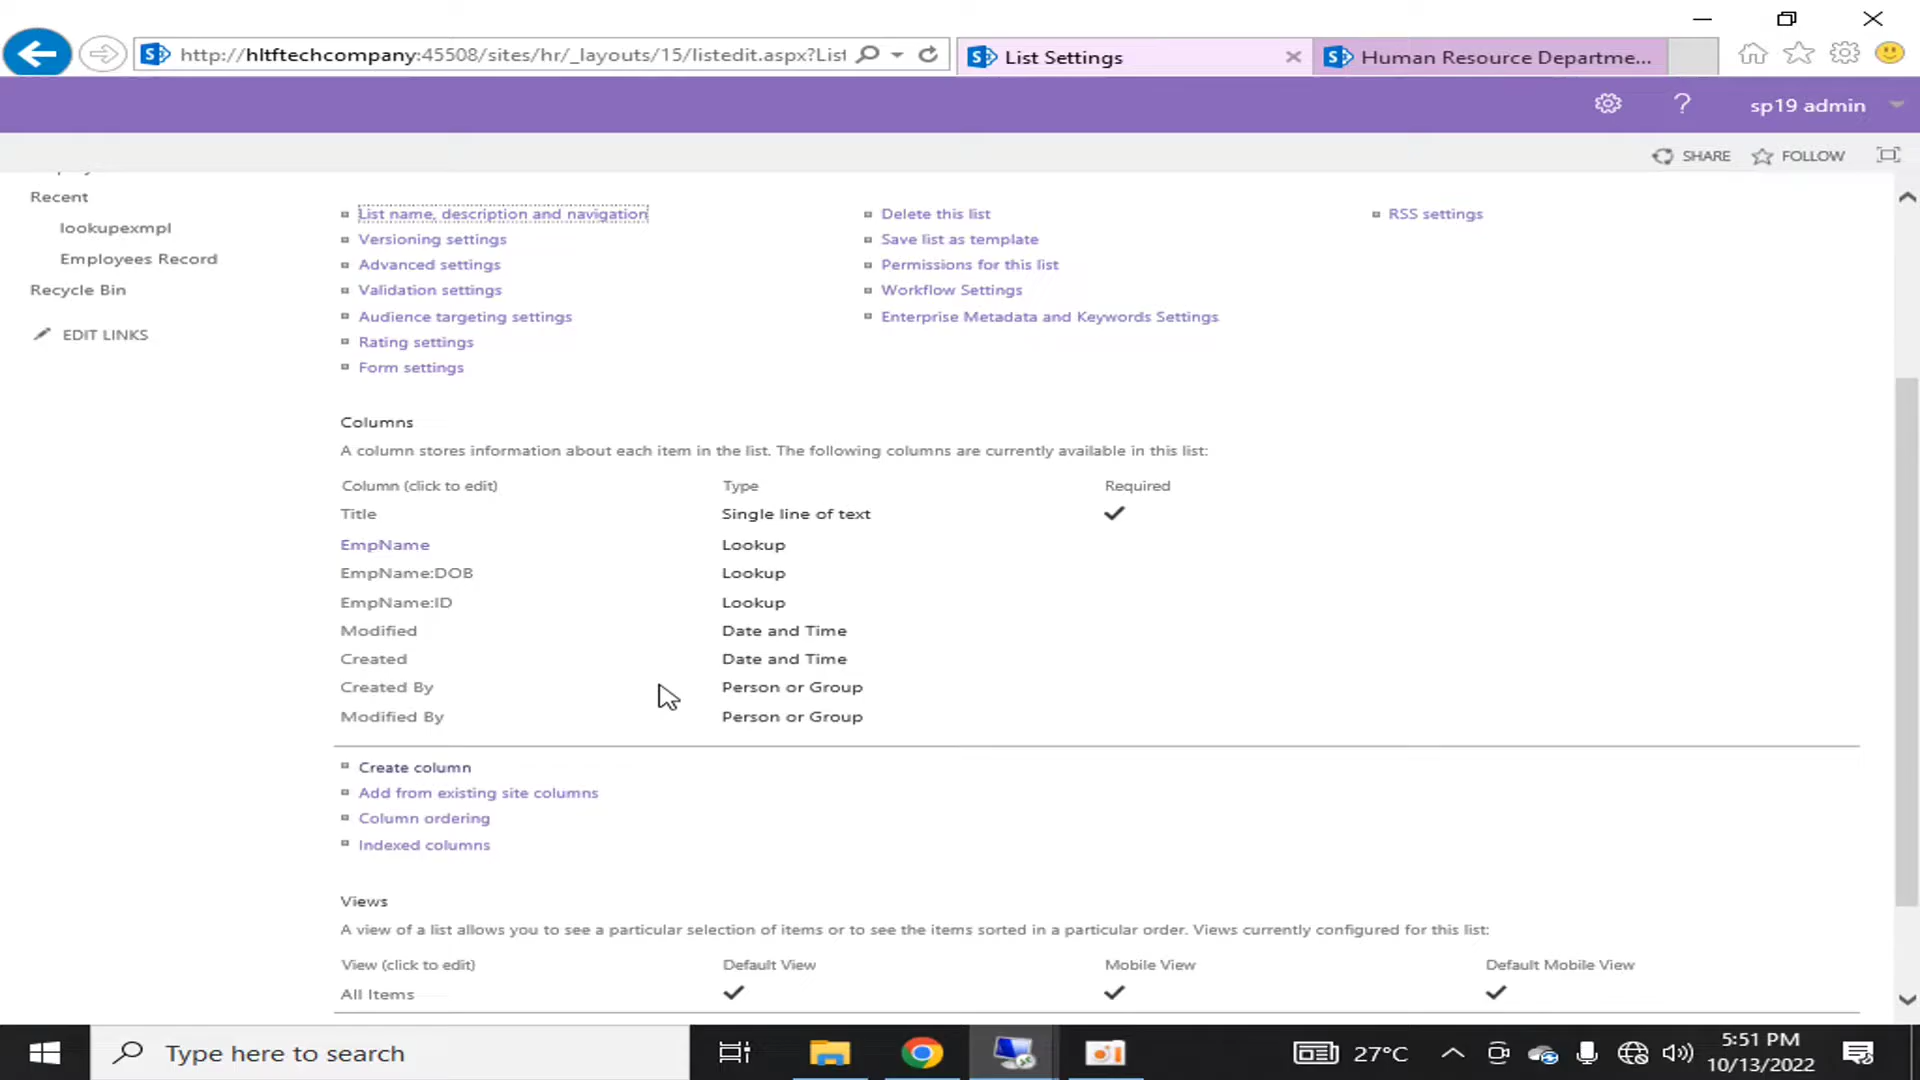 http://hltftechcompany:45508/sites/hr/_layouts/15/listedit.aspx?List
List Settings
Human Resource Departme...
sp19 admin
SHARE
FOLLOW
Recent
lookupexmpl
Employees Record
Recycle Bin
EDIT LINKS
List name, description and navigation
Versioning settings
Advanced settings
Validation settings
Audience targeting settings
Rating settings
Form settings
Delete this list
Save list as template
Permissions for this list
Workflow Settings
Enterprise Metadata and Keywords Settings
RSS settings
Columns
A column stores information about each item in the list. The following columns are currently available in this list:
Column (click to edit) Type Required
Title Single line of text
EmpName Lookup
EmpName:DOB Lookup
EmpName:ID Lookup
Modified Date and Time
Created Date and Time
Created By Person or Group
Modified By Person or Group
Create column
Add from existing site columns
Column ordering
Indexed columns
Views
A view of a list allows you to see a particular selection of items or to see the items sorted in a particular order. Views currently configured for this list:
View (click to edit) Default View Mobile View Default Mobile View
All Items
Type here to search
27°C
5:51 PM
10/13/2022